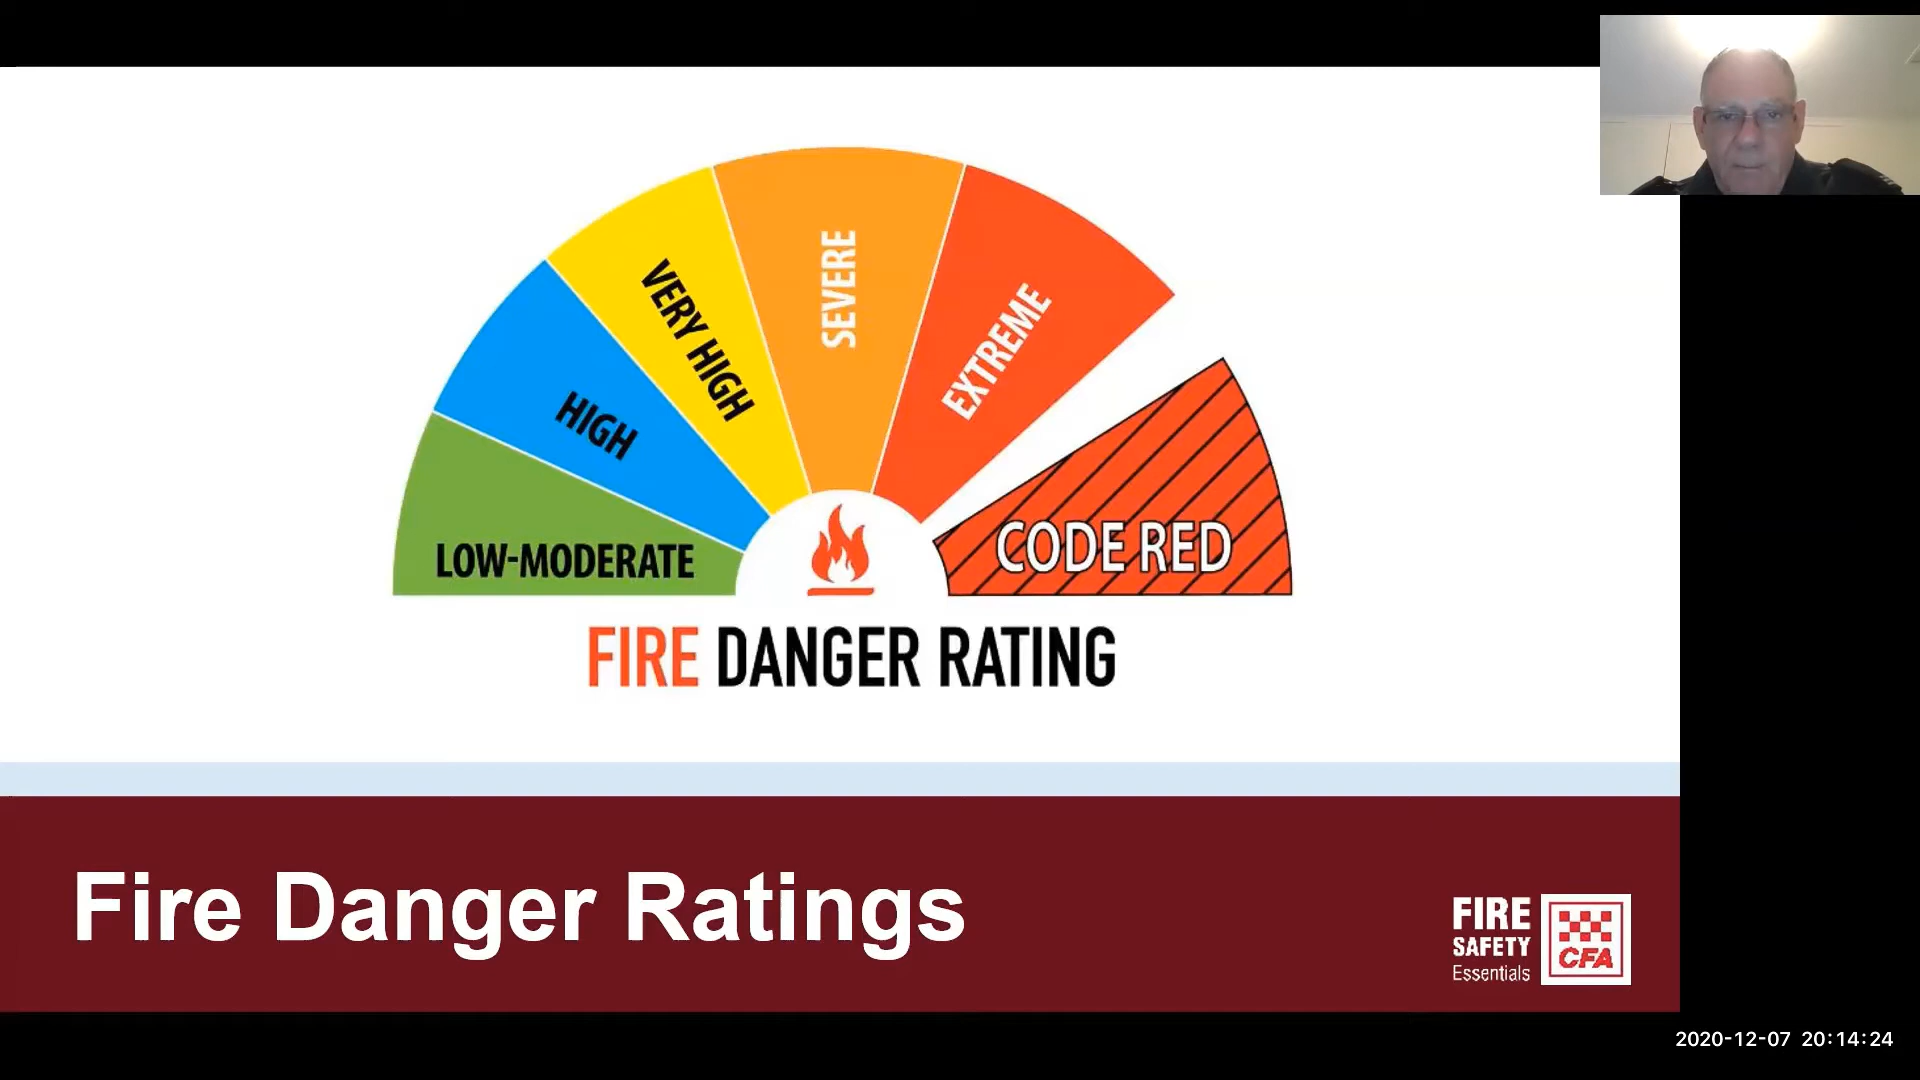 LOW-MODERATE
HIGH
VERY HIGH
SEVERE
EXTREME
CODE RED
FIRE DANGER RATING
Fire Danger Ratings
FIRE
SAFETY
Essentials
CFA
2020-12-07 20:14:24